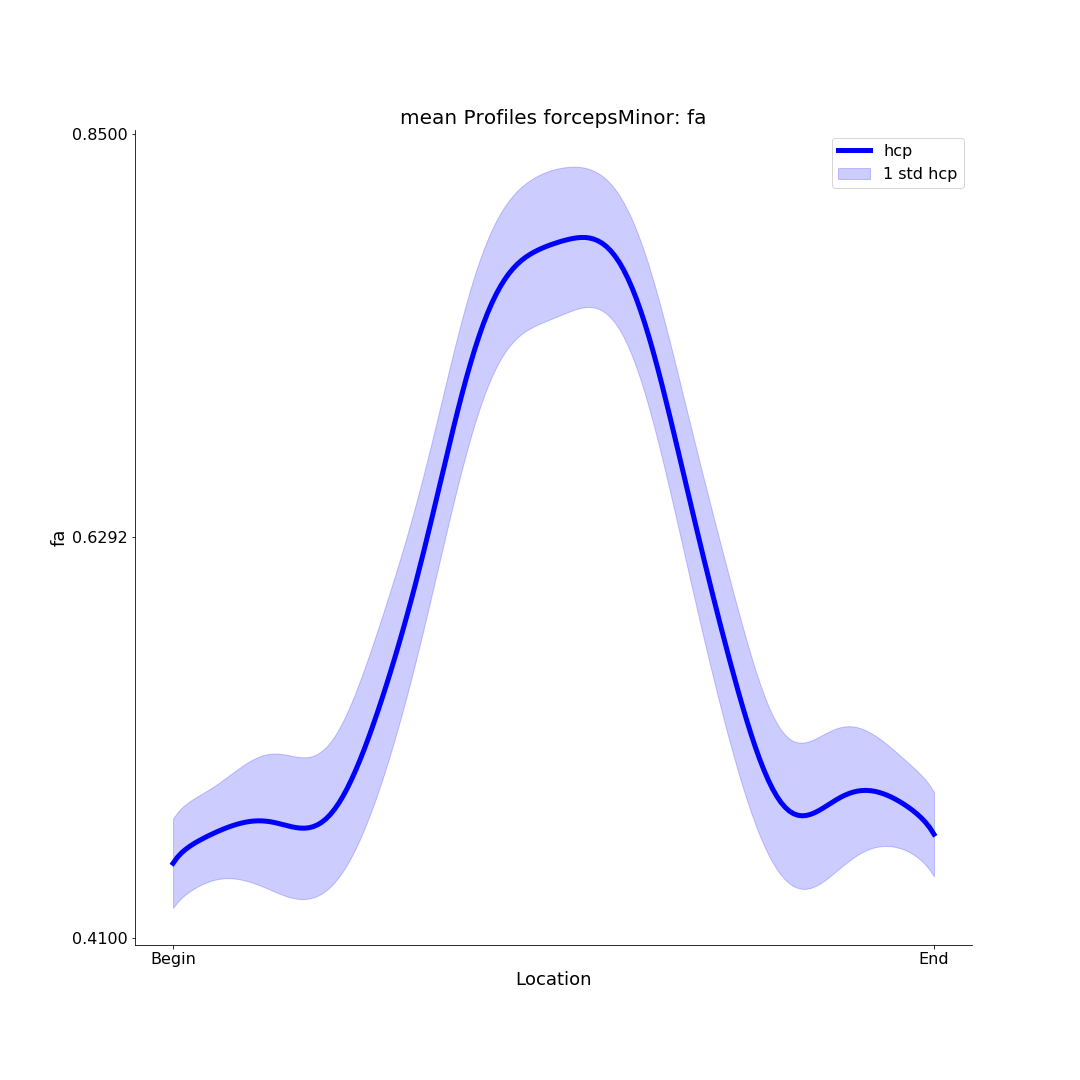 mean Profiles forcepsMinor: fa
0.8500
hcp
1 std hcp
fa
0.6292
0.4100
Begin
End
Location